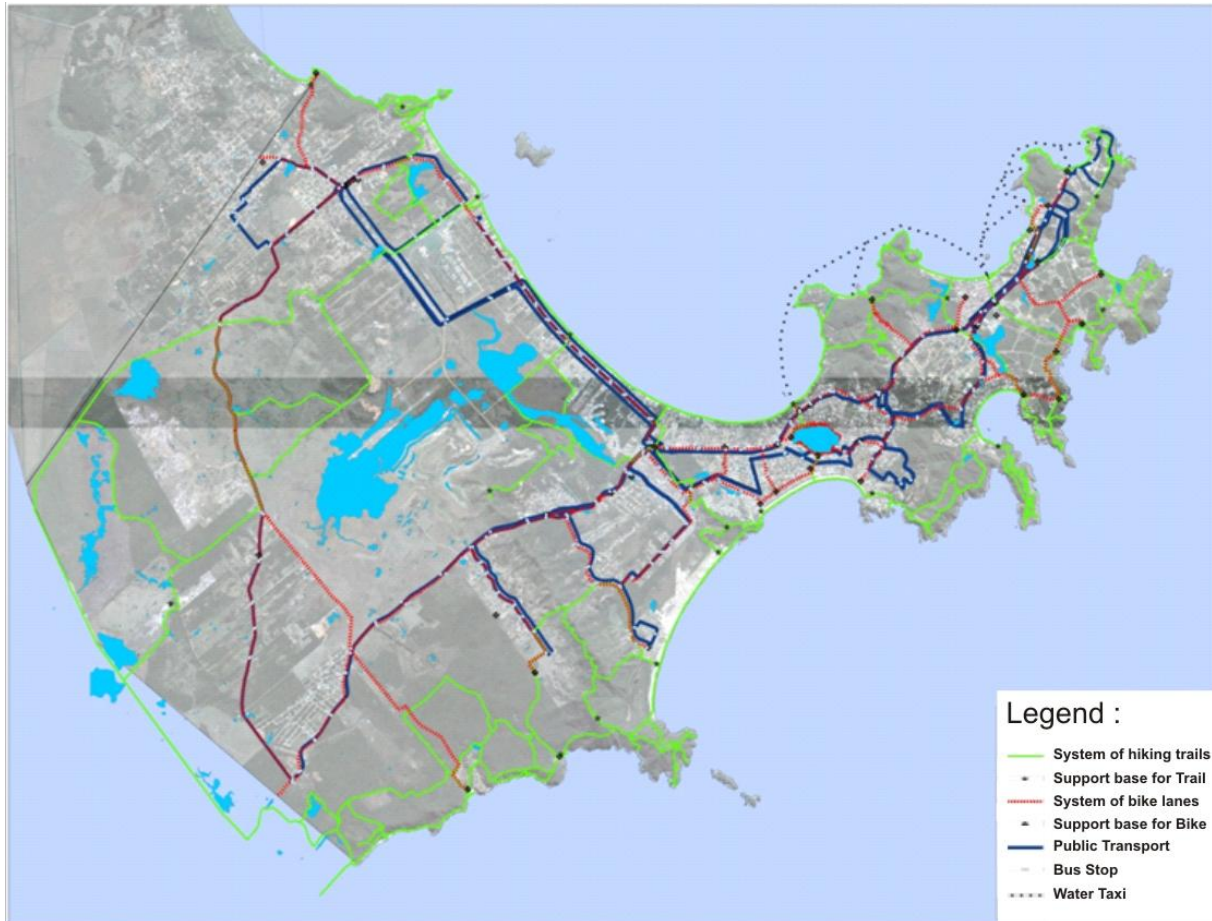 Legend :
System of hiking trails
Support base for Trail
System of bike lanes
Support base for Bike
Public Transport
Bus Stop
Water Taxi